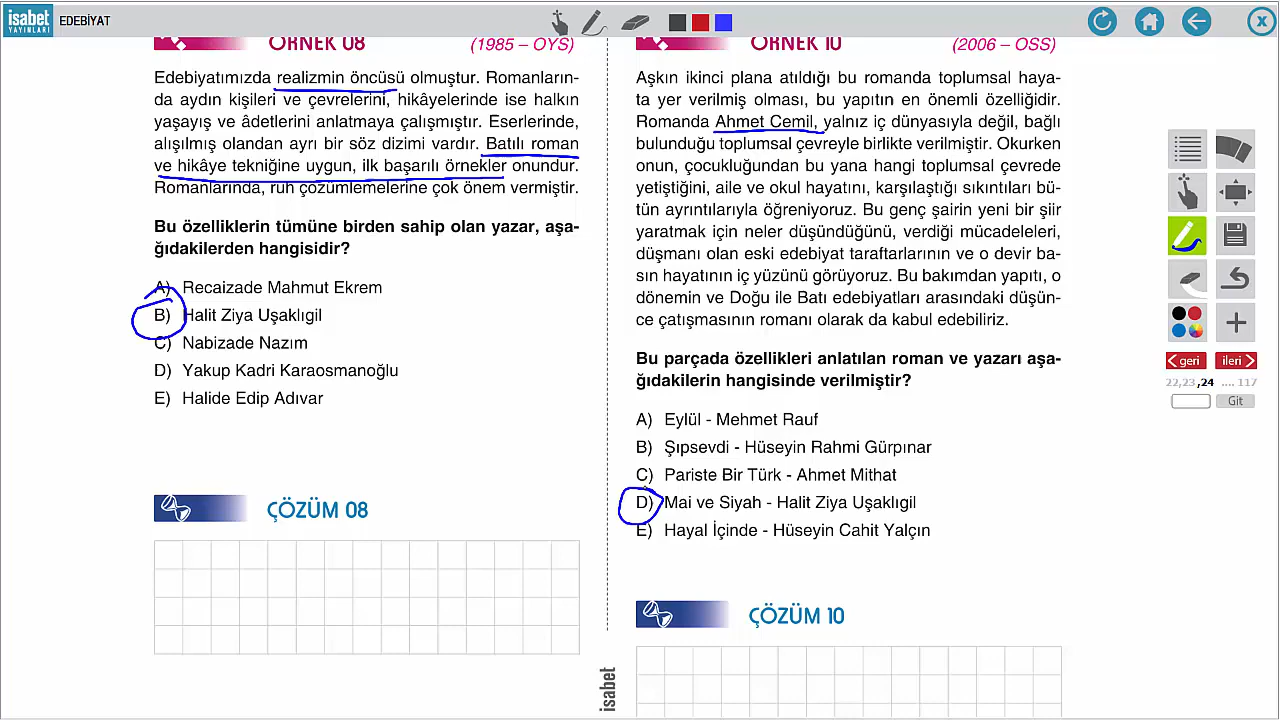 isabet
YAYINLARI
EDEBİYAT
ÖRNEK 08
(1985 – ÖYS)
Edebiyatımızda realizmin öncüsü olmuştur. Romanların-
da aydın kişileri ve çevrelerini, hikâyelerinde ise halkın
yaşayış ve âdetlerini anlatmaya çalışmıştır. Eserlerinde,
alışılmış olandan ayrı bir söz dizimi vardır. Batılı roman
ve hikâye tekniğine uygun, ilk başarılı örnekler onundur.
Romanlarında, ruh çözümlemelerine çok önem vermiştir.
Bu özelliklerin tümüne birden sahip olan yazar, aşa-
ğıdakilerden hangisidir?
A) Recaizade Mahmut Ekrem
B) Halit Ziya Uşaklıgil
C) Nabizade Nazım
D) Yakup Kadri Karaosmanoğlu
E) Halide Edip Adıvar
ÇÖZÜM 08
ÖRNEK 10
(2006 – ÖSS)
Aşkın ikinci plana atıldığı bu romanda toplumsal haya-
ta yer verilmiş olması, bu yapıtın en önemli özelliğidir.
Romanda Ahmet Cemil, yalnız iç dünyasıyla değil, bağlı
bulunduğu toplumsal çevreyle birlikte verilmiştir. Okurken
onun, çocukluğundan bu yana hangi toplumsal çevrede
yetiştiğini, aile ve okul hayatını, karşılaştığı sıkıntıları bü-
tün ayrıntılarıyla öğreniyoruz. Bu genç şairin yeni bir şiir
yaratmak için neler düşündüğünü, verdiği mücadeleleri,
düşmanı olan eski edebiyat taraftarlarının ve o devir ba-
sın hayatının iç yüzünü görüyoruz. Bu bakımdan yapıtı, o
dönemin ve Doğu ile Batı edebiyatları arasındaki düşün-
ce çatışmasının romanı olarak da kabul edebiliriz.
Bu parçada özellikleri anlatılan roman ve yazarı aşa-
ğıdakilerin hangisinde verilmiştir?
A) Eylül - Mehmet Rauf
B) Şıpsevdi - Hüseyin Rahmi Gürpınar
C) Pariste Bir Türk - Ahmet Mithat
D) Mai ve Siyah - Halit Ziya Uşaklıgil
E) Hayal İçinde - Hüseyin Cahit Yalçın
ÇÖZÜM 10
isabet
geri
ileri
22,23,24 .... 117
Git